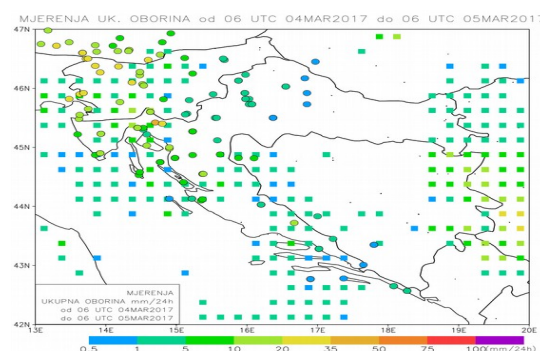 MJERENJA UK. OBORINA od 06 UTC 04MAR2017 do 06 UTC 05MAR2017
47N
46N
45N
44N
43N
42N
MJERENJA
UKUPNA OBORINA mm/24h
od 06 UTC 04MAR2017
do 06 UTC 05MAR2017
13E 14E 15E 16E 17E 18E 19E 20E
0.5 1 5 10 20 35 50 75 100(mm/24h)